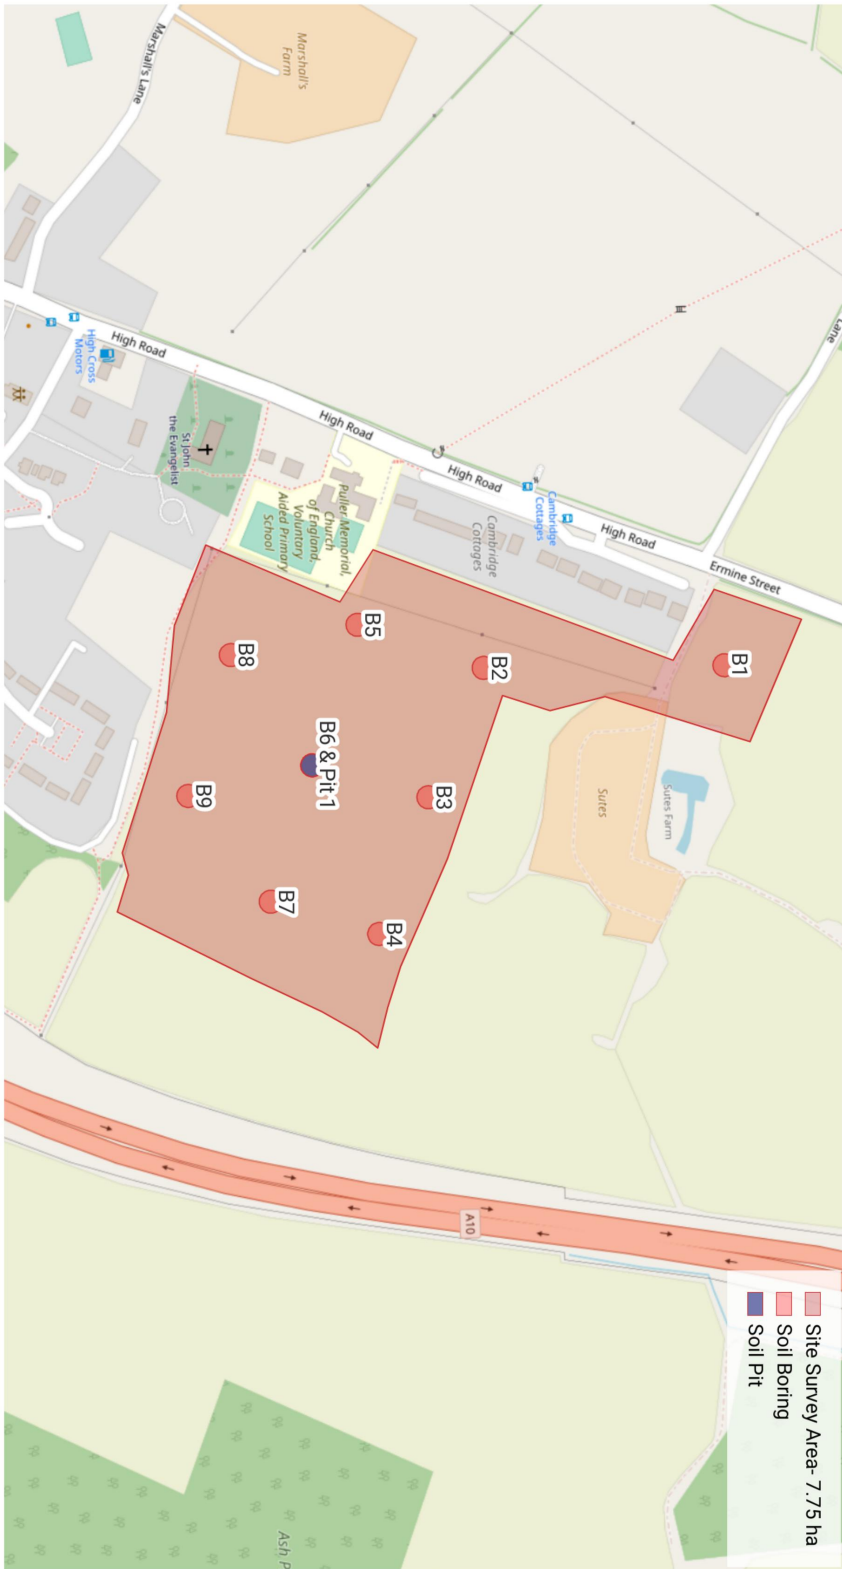 Marshall's Lane
Marshall's
Farm
Lane
High Road
High Cross
Motors
St John
the Evangelist
High Road
Puller Memorial,
Church
of England,
Voluntary
Aided Primary
School
High Road
Cambridge
Cottages
Cambridge
Cottages
High Road
Ermine Street
B1
B2
B5
B8
B6 & Pit 1
B3
B9
B7
B4
Sutes
Sutes Farm
A10
Ash P
Site Survey Area- 7.75 ha
Soil Boring
Soil Pit